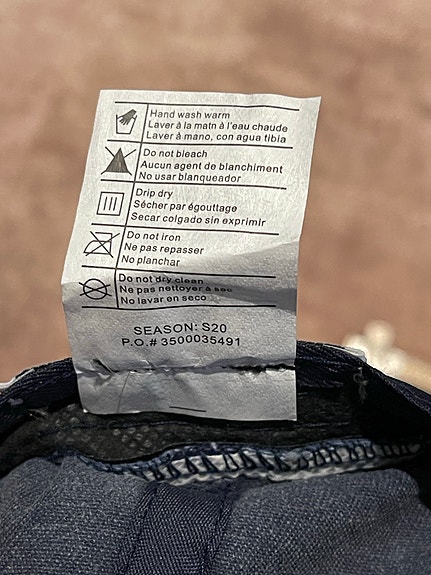 Hand wash warm
Laver à la matn à l'eau chaude
Laver a mano, con agua tibia
Do not bleach
Aucun agent de blanchiment
No usar blanqueador
Drip dry
Sécher par égouttage
Secar colgado sin exprimir
Do not iron
Ne pas repasser
No planchar
Do not dry clean
Ne pas nettoyer à sec
No lavar en seco
SEASON: S20
P.O.# 3500035491